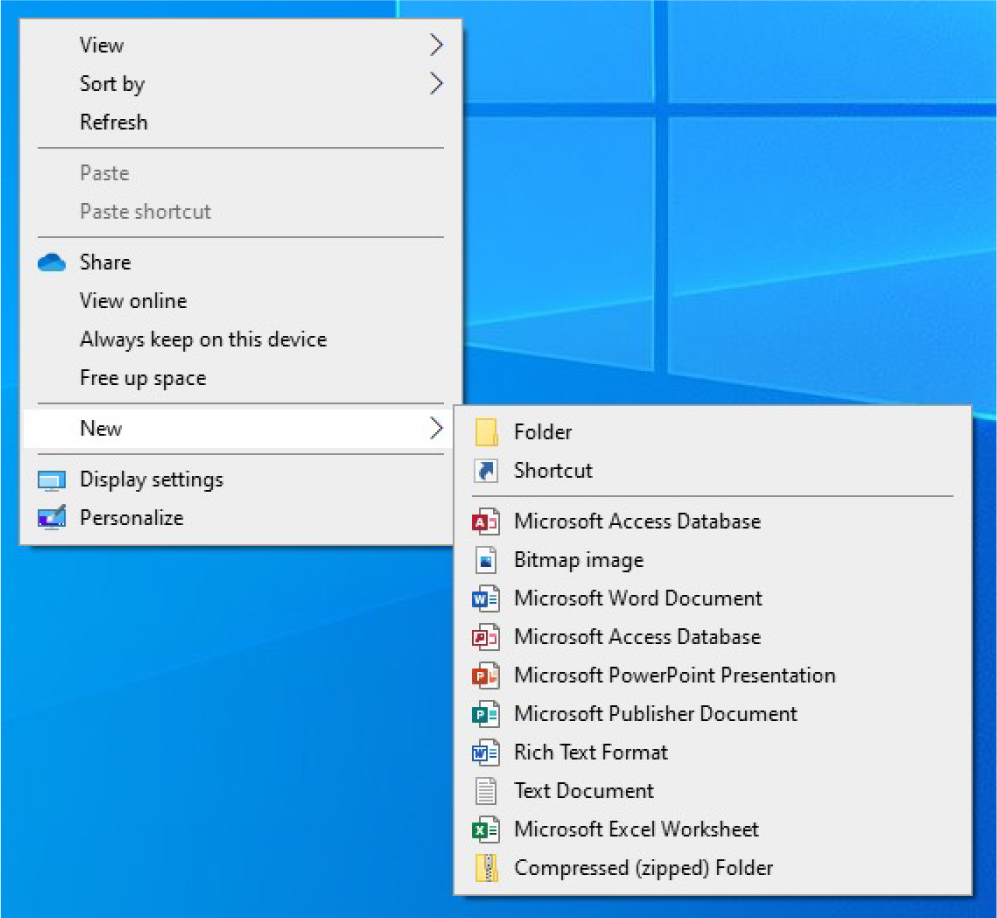 View
Sort by
Refresh
Paste
Paste shortcut
Share
View online
Always keep on this device
Free up space
New
Display settings
Personalize
Folder
Shortcut
Microsoft Access Database
Bitmap image
Microsoft Word Document
Microsoft Access Database
Microsoft PowerPoint Presentation
Microsoft Publisher Document
Rich Text Format
Text Document
Microsoft Excel Worksheet
Compressed (zipped) Folder